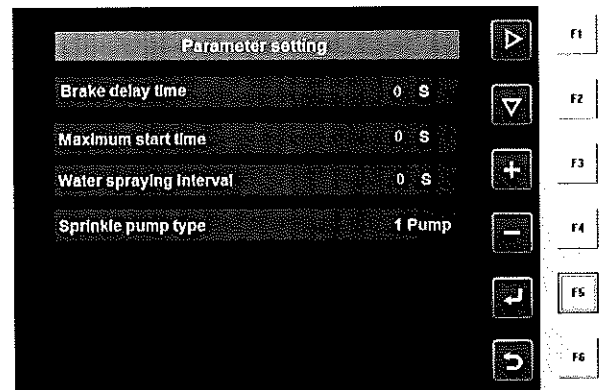 Parameter setting
Brake delay time 0 S
Maximum start time 0 S
Water spraying interval 0 S
Sprinkle pump type 1 Pump
F1
F2
F3
F4
F5
F6